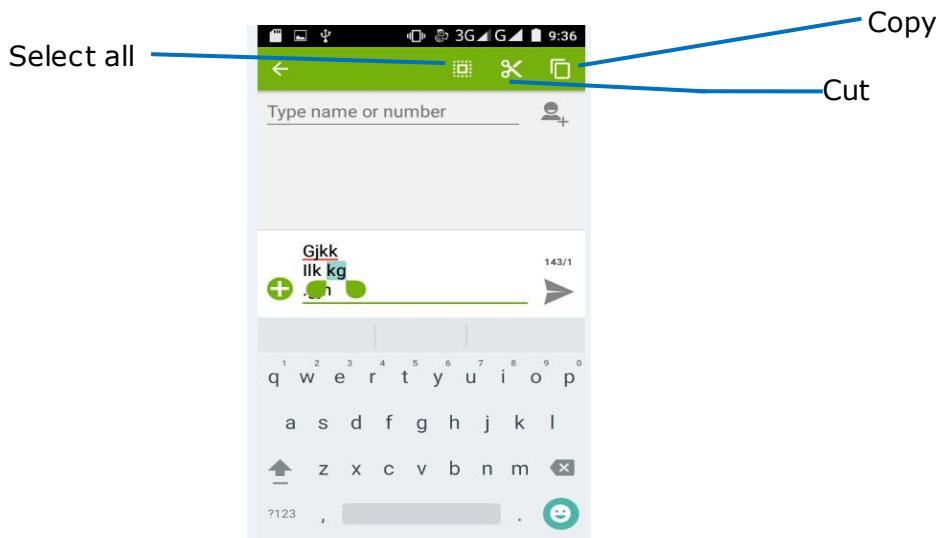 Copy
Select all
Cut
3G G 9:36
Type name or number
Gjkk
Ilk kg
143/1
1 2 3 4 5 6 7 8 9 0
q w e r t y u i o p
a s d f g h j k l
z x c v b n m
?123 , .